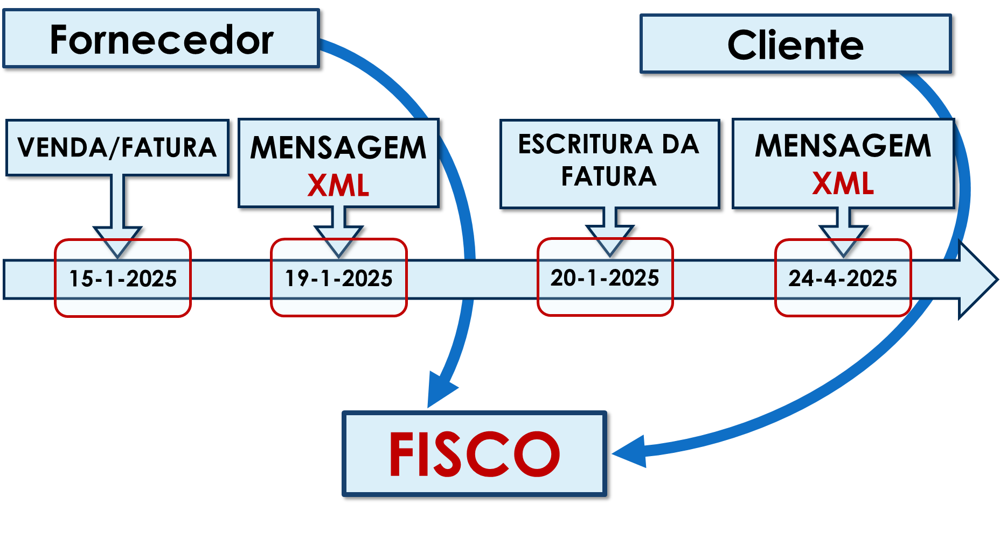 Fornecedor
Cliente
VENDA/FATURA
MENSAGEM
XML
ESCRITURA DA
FATURA
MENSAGEM
XML
15-1-2025
19-1-2025
20-1-2025
24-4-2025
FISCO